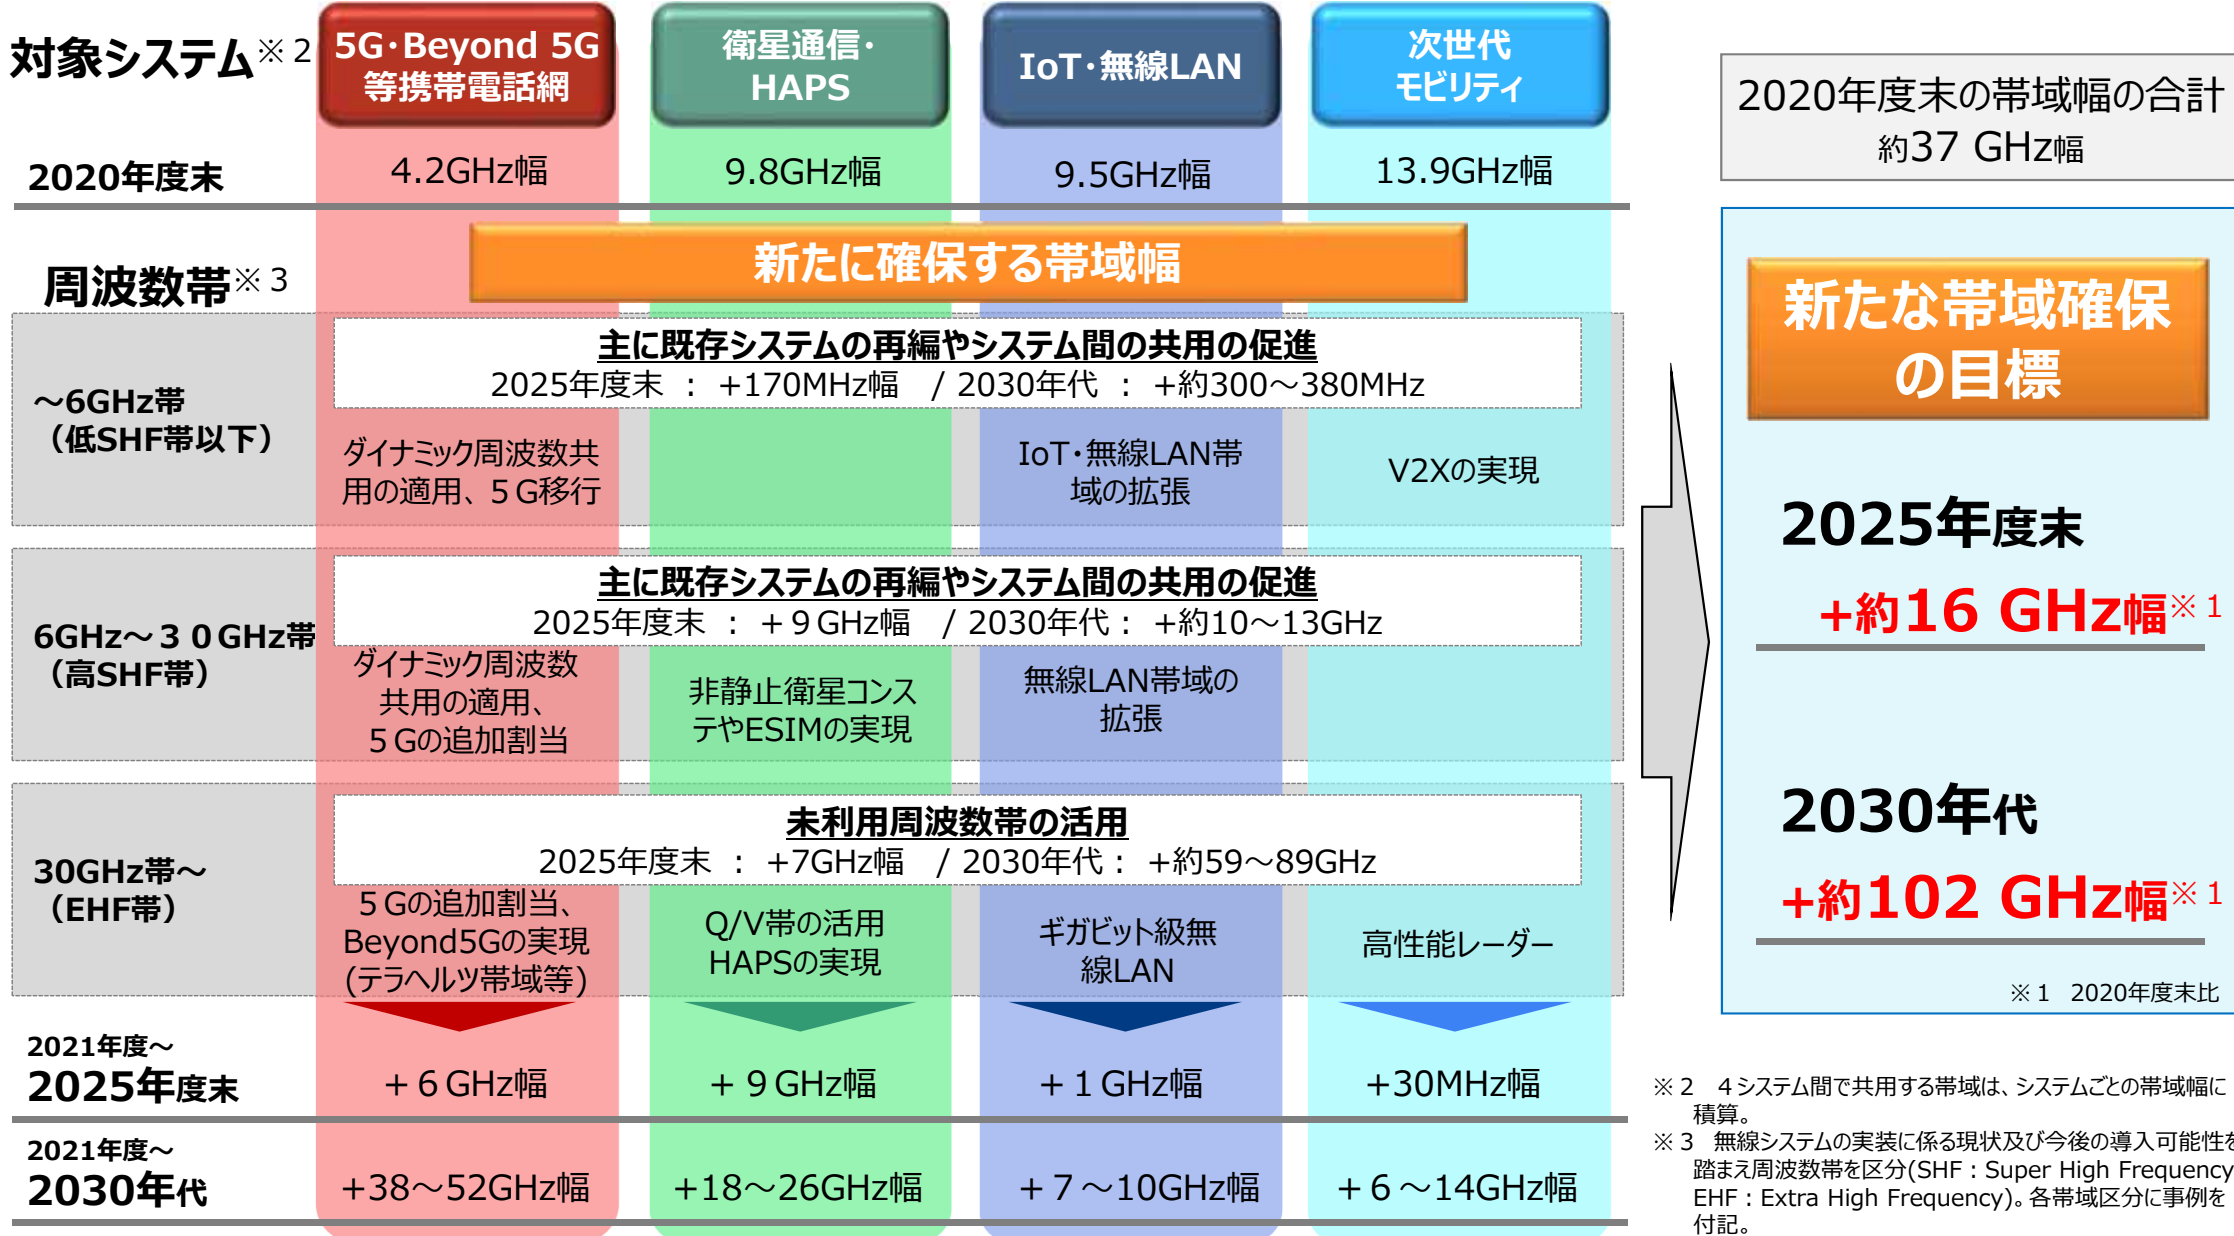 対象システム※2
5G・Beyond 5G
等携帯電話網
衛星通信・
HAPS
IoT・無線LAN
次世代
モビリティ
2020年度末
4.2GHz幅
9.8GHz幅
9.5GHz幅
13.9GHz幅
2020年度末の帯域幅の合計
約37 GHz幅
新たに確保する帯域幅
周波数帯※3
～6GHz帯
（低SHF帯以下）
主に既存システムの再編やシステム間の共用の促進
2025年度末 ： +170MHz幅 / 2030年代 ： +約300～380MHz
ダイナミック周波数共
用の適用、５G移行
IoT・無線LAN帯
域の拡張
V2Xの実現
6GHz～３０GHz帯
（高SHF帯）
主に既存システムの再編やシステム間の共用の促進
2025年度末 ： +９GHz幅 / 2030年代： +約10～13GHz
ダイナミック周波数
共用の適用、
５Gの追加割当
非静止衛星コンス
テやESIMの実現
無線LAN帯域の
拡張
30GHz帯～
（EHF帯）
未利用周波数帯の活用
2025年度末 ： +7GHz幅 / 2030年代： +約59～89GHz
５Gの追加割当、
Beyond5Gの実現
(テラヘルツ帯域等)
Q/V帯の活用
HAPSの実現
ギガビット級無
線LAN
高性能レーダー
2021年度～
2025年度末
+６GHz幅
+９GHz幅
+１GHz幅
+30MHz幅
2021年度～
2030年代
+38～52GHz幅
+18～26GHz幅
+７～10GHz幅
+６～14GHz幅
新たな帯域確保
の目標
2025年度末
+約16 GHz幅※1
2030年代
+約102 GHz幅※1
※１ 2020年度末比
※２ ４システム間で共用する帯域は、システムごとの帯域幅に
積算。
※３ 無線システムの実装に係る現状及び今後の導入可能性を
踏まえ周波数帯を区分(SHF：Super High Frequency
EHF：Extra High Frequency)。各帯域区分に事例を
付記。